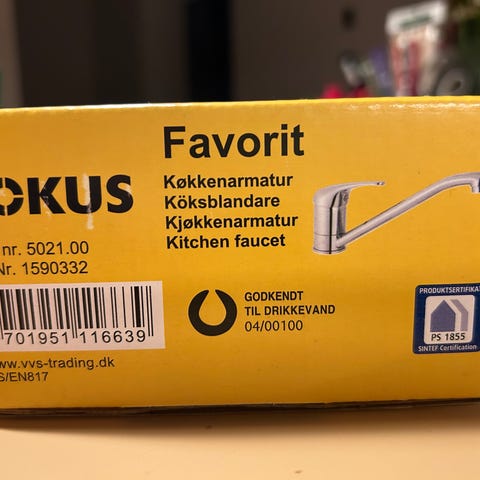 Favorit
Køkkenarmatur
Köksblandare
Kjøkkenarmatur
Kitchen faucet
OKUS
nr. 5021.00
Nr. 1590332
701951 116639
www.vvs-trading.dk
S/EN817
GODKENDT
TIL DRIKKEVAND
04/00100
PRODUKTSERTIFIKAT
PS 1855
SINTEF Certification